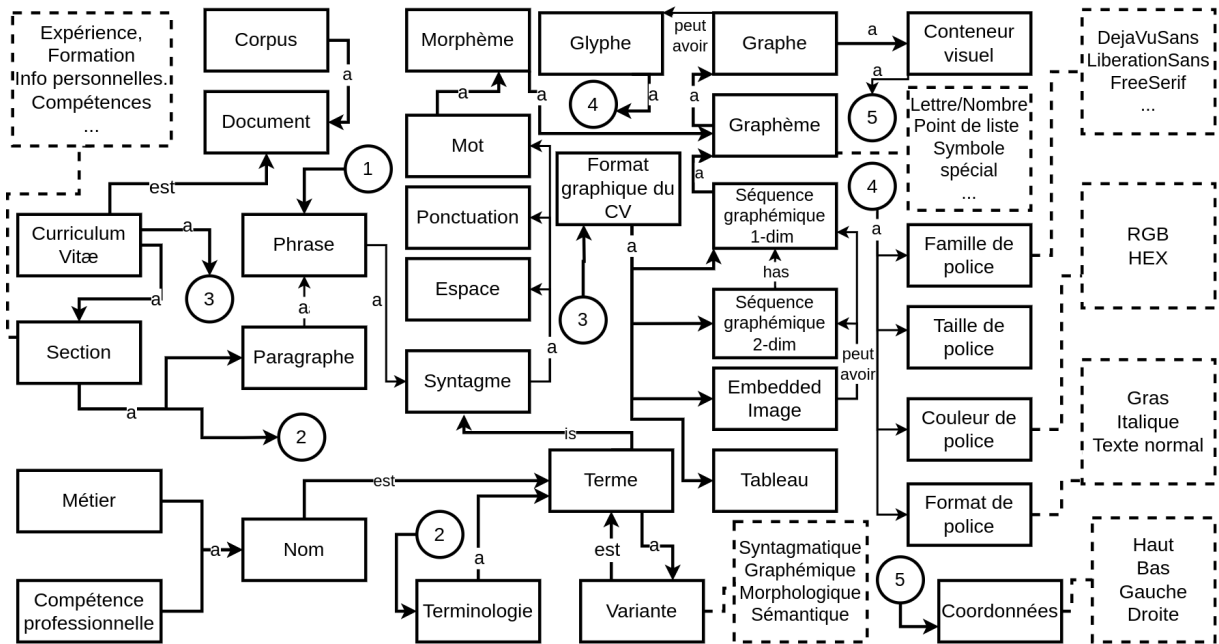 Expérience,
Formation
Info personnelles.
Compétences
...
Corpus
a
Document
est
Curriculum
Vitæ
a
3
a
Section
a
2
1
Phrase
a
Paragraphe
a
Morphème
a
Mot
Ponctuation
Espace
a
Syntagme
is
Glyphe
a
4
peut
avoir
Graphe
a
Conteneur
visuel
a
5
a
Graphème
a
a
Format
graphique du
CV
a
3
Séquence
graphémique
1-dim
has
Séquence
graphémique
2-dim
peut
avoir
Embedded
Image
Tableau
Lettre/Nombre
Point de liste
Symbole
spécial
...
4
a
Famille de
police
Taille de
police
Couleur de
police
Format de
police
DejaVuSans
LiberationSans
FreeSerif
...
RGB
HEX
Gras
Italique
Texte normal
Métier
Compétence
professionnelle
a
Nom
est
Terme
2
a
Terminologie
est
a
Variante
Syntagmatique
Graphémique
Morphologique
Sémantique
5
Coordonnées
Haut
Bas
Gauche
Droite